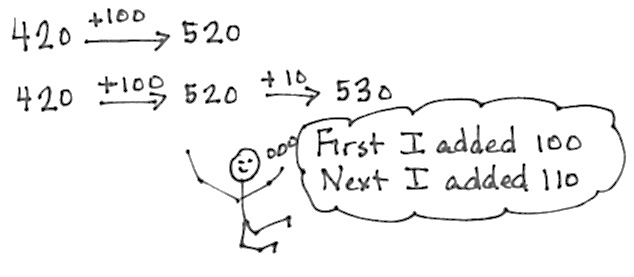 420 +100 520
420 +100 520 +10 530
First I added 100
Next I added 110